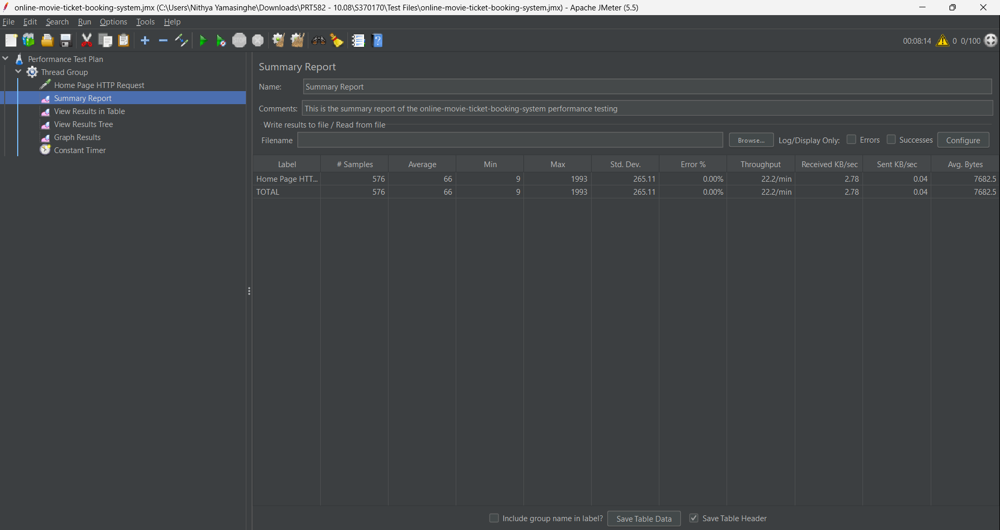 online-movie-ticket-booking-system.jmx (C:\Users\Nithya Yamasinghe\Downloads\PRT582 - 10.08\S370170\Test Files\online-movie-ticket-booking-system.jmx) - Apache JMeter (5.5)
File Edit Search Run Options Tools Help
STOP ? 00:08:14 0 0/100
Performance Test Plan
Thread Group
Home Page HTTP Request
Summary Report
View Results in Table
View Results Tree
Graph Results
Constant Timer
Summary Report
Name: Summary Report
Comments: This is the summary report of the online-movie-ticket-booking-system performance testing
Write results to file / Read from file
Filename Browse... Log/Display Only: Errors Successes Configure
Label # Samples Average Min Max Std. Dev. Error % Throughput Received KB/sec Sent KB/sec Avg. Bytes
Home Page HTT... 576 66 9 1993 265.11 0.00% 22.2/min 2.78 0.04 7682.5
TOTAL 576 66 9 1993 265.11 0.00% 22.2/min 2.78 0.04 7682.5
Include group name in label? Save Table Data Save Table Header